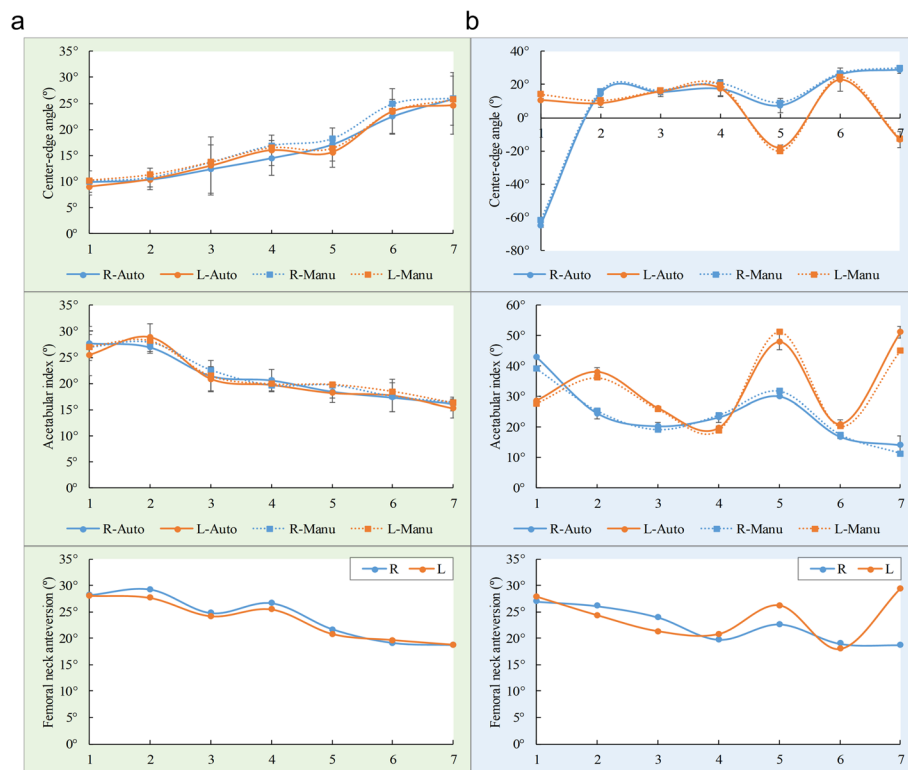 a
b
Center-edge angle (°)
35°
30°
25°
20°
15°
10°
5°
0°
1 2 3 4 5 6 7
R-Auto L-Auto R-Manu L-Manu
Center-edge angle (°)
40°
20°
0°
-20°
-40°
-60°
-80°
1 2 3 4 5 6 7
R-Auto L-Auto R-Manu L-Manu
Acetabular index (°)
35°
30°
25°
20°
15°
10°
5°
0°
1 2 3 4 5 6 7
R-Auto L-Auto R-Manu L-Manu
Acetabular index (°)
60°
50°
40°
30°
20°
10°
0°
1 2 3 4 5 6 7
R-Auto L-Auto R-Manu L-Manu
Femoral neck anteversion (°)
35°
30°
25°
20°
15°
10°
5°
0°
R L
1 2 3 4 5 6 7
Femoral neck anteversion (°)
35°
30°
25°
20°
15°
10°
5°
0°
R L
1 2 3 4 5 6 7